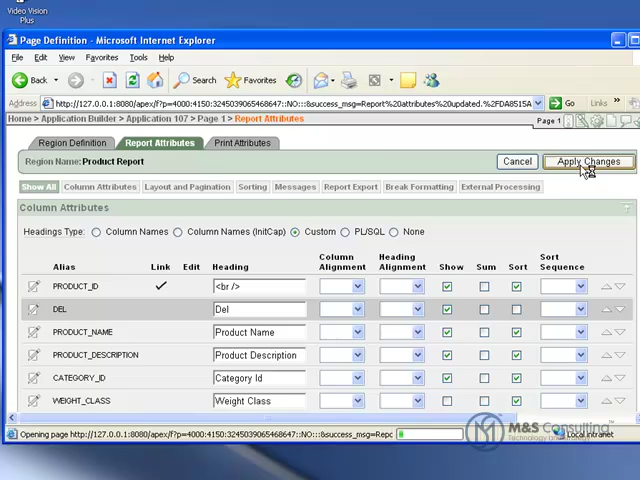 Video Vision
Plus
Page Definition - Microsoft Internet Explorer
File Edit View Favorites Tools Help
Back Search Favorites
Address http://127.0.0.1:8080/apex/f?p=4000:4150:3245039065468647::NO:::&success_msg=Report%20attributes%20updated.%2FDA8515A Go Links »
Home > Application Builder > Application 107 > Page 1 > Report Attributes
Page 1
Region Definition Report Attributes Print Attributes
Region Name: Product Report Cancel Apply Changes
Show All Column Attributes Layout and Pagination Sorting Messages Report Export Break Formatting External Processing
Column Attributes
Headings Type: Column Names Column Names (InitCap) Custom PL/SQL None
Alias Link Edit Heading Column Alignment Heading Alignment Show Sum Sort Sort Sequence
PRODUCT_ID <br />
DEL Del
PRODUCT_NAME Product Name
PRODUCT_DESCRIPTION Product Description
CATEGORY_ID Category Id
WEIGHT_CLASS Weight Class
M&S Consulting
Opening page http://127.0.0.1:8080/apex/f?p=4000:4150:3245039065468647::NO:::&success_msg=Repo Local intranet